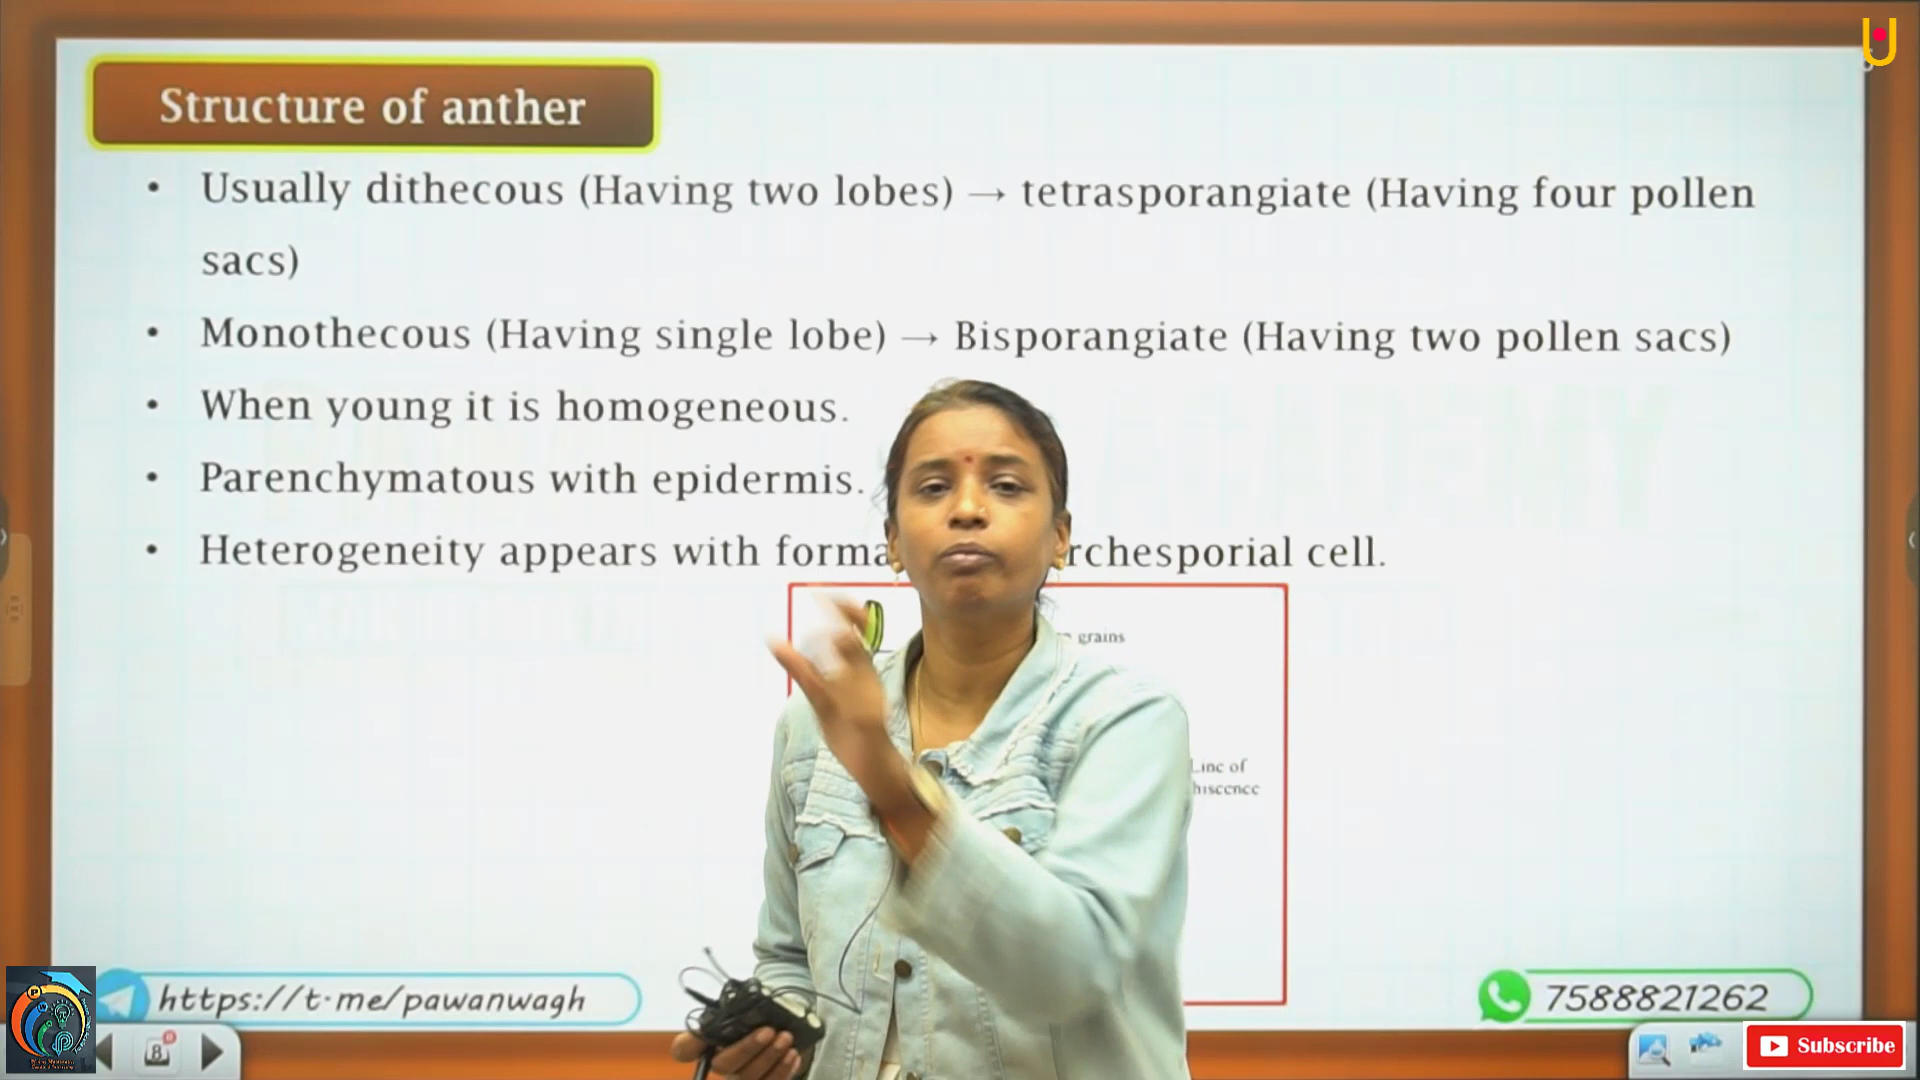 Structure of anther
• Usually dithecous (Having two lobes) → tetrasporangiate (Having four pollen
sacs)
• Monothecous (Having single lobe) → Bisporangiate (Having two pollen sacs)
• When young it is homogeneous.
• Parenchymatous with epidermis.
• Heterogeneity appears with forma rchesporial cell.
grains
Line of
hiscence
https://t.me/pawanwagh
7588821262
8
Subscribe